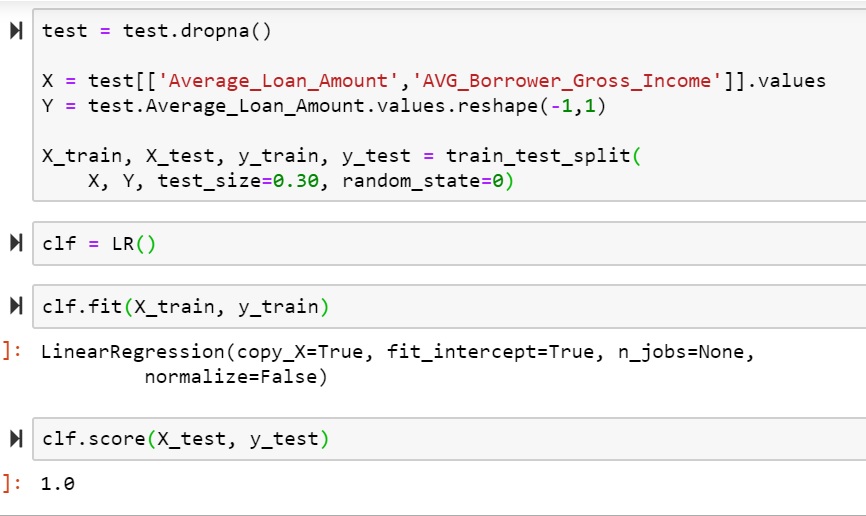 test = test.dropna()
X = test[['Average_Loan_Amount','AVG_Borrower_Gross_Income']].values
Y = test.Average_Loan_Amount.values.reshape(-1,1)
X_train, X_test, y_train, y_test = train_test_split(
X, Y, test_size=0.30, random_state=0)
clf = LR()
clf.fit(X_train, y_train)
]: LinearRegression(copy_X=True, fit_intercept=True, n_jobs=None,
normalize=False)
clf.score(X_test, y_test)
]: 1.0